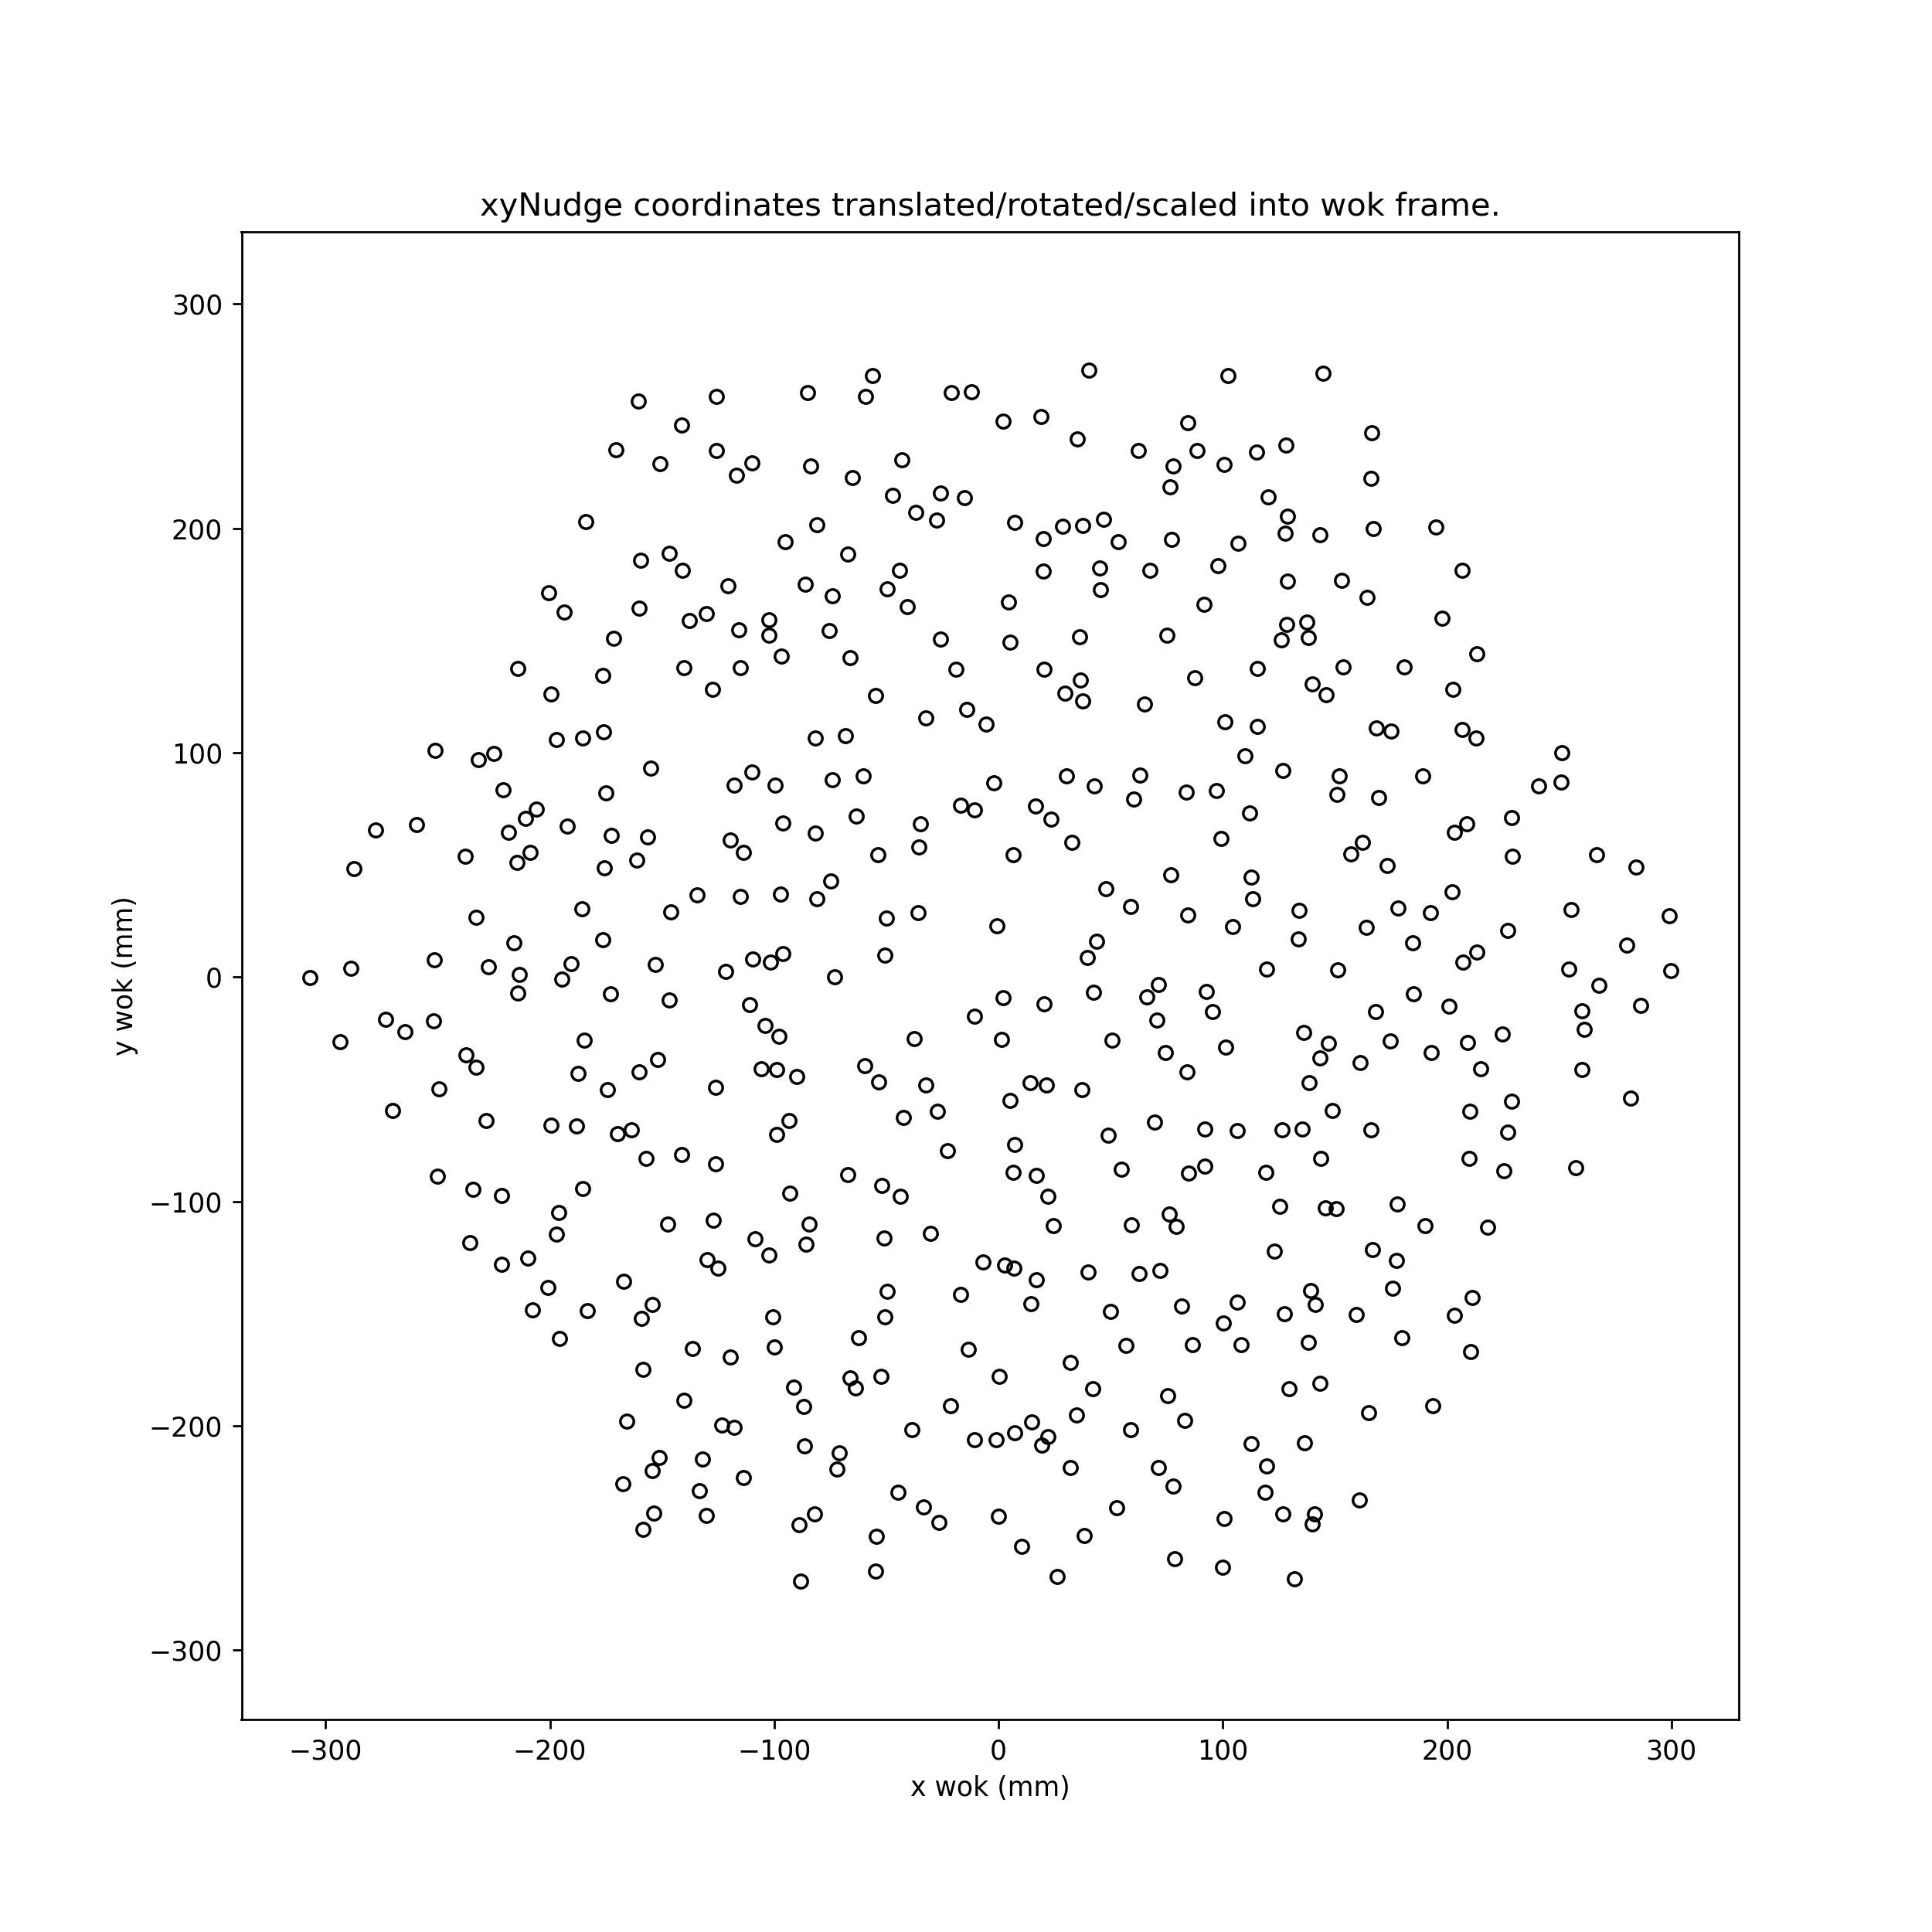 xyNudge coordinates translated/rotated/scaled into wok frame.
300
200
100
0
−100
−200
−300
y wok (mm)
−300 −200 −100 0 100 200 300
x wok (mm)